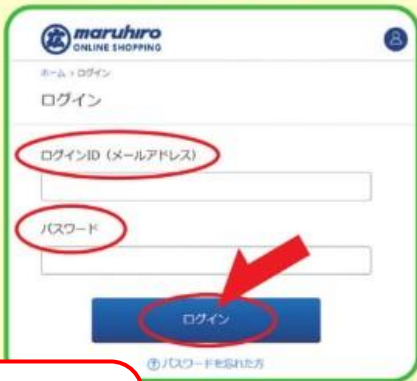 maruhiro
ONLINE SHOPPING
ホーム › ログイン
ログイン
ログインID（メールアドレス）
パスワード
ログイン
?パスワードを忘れた方